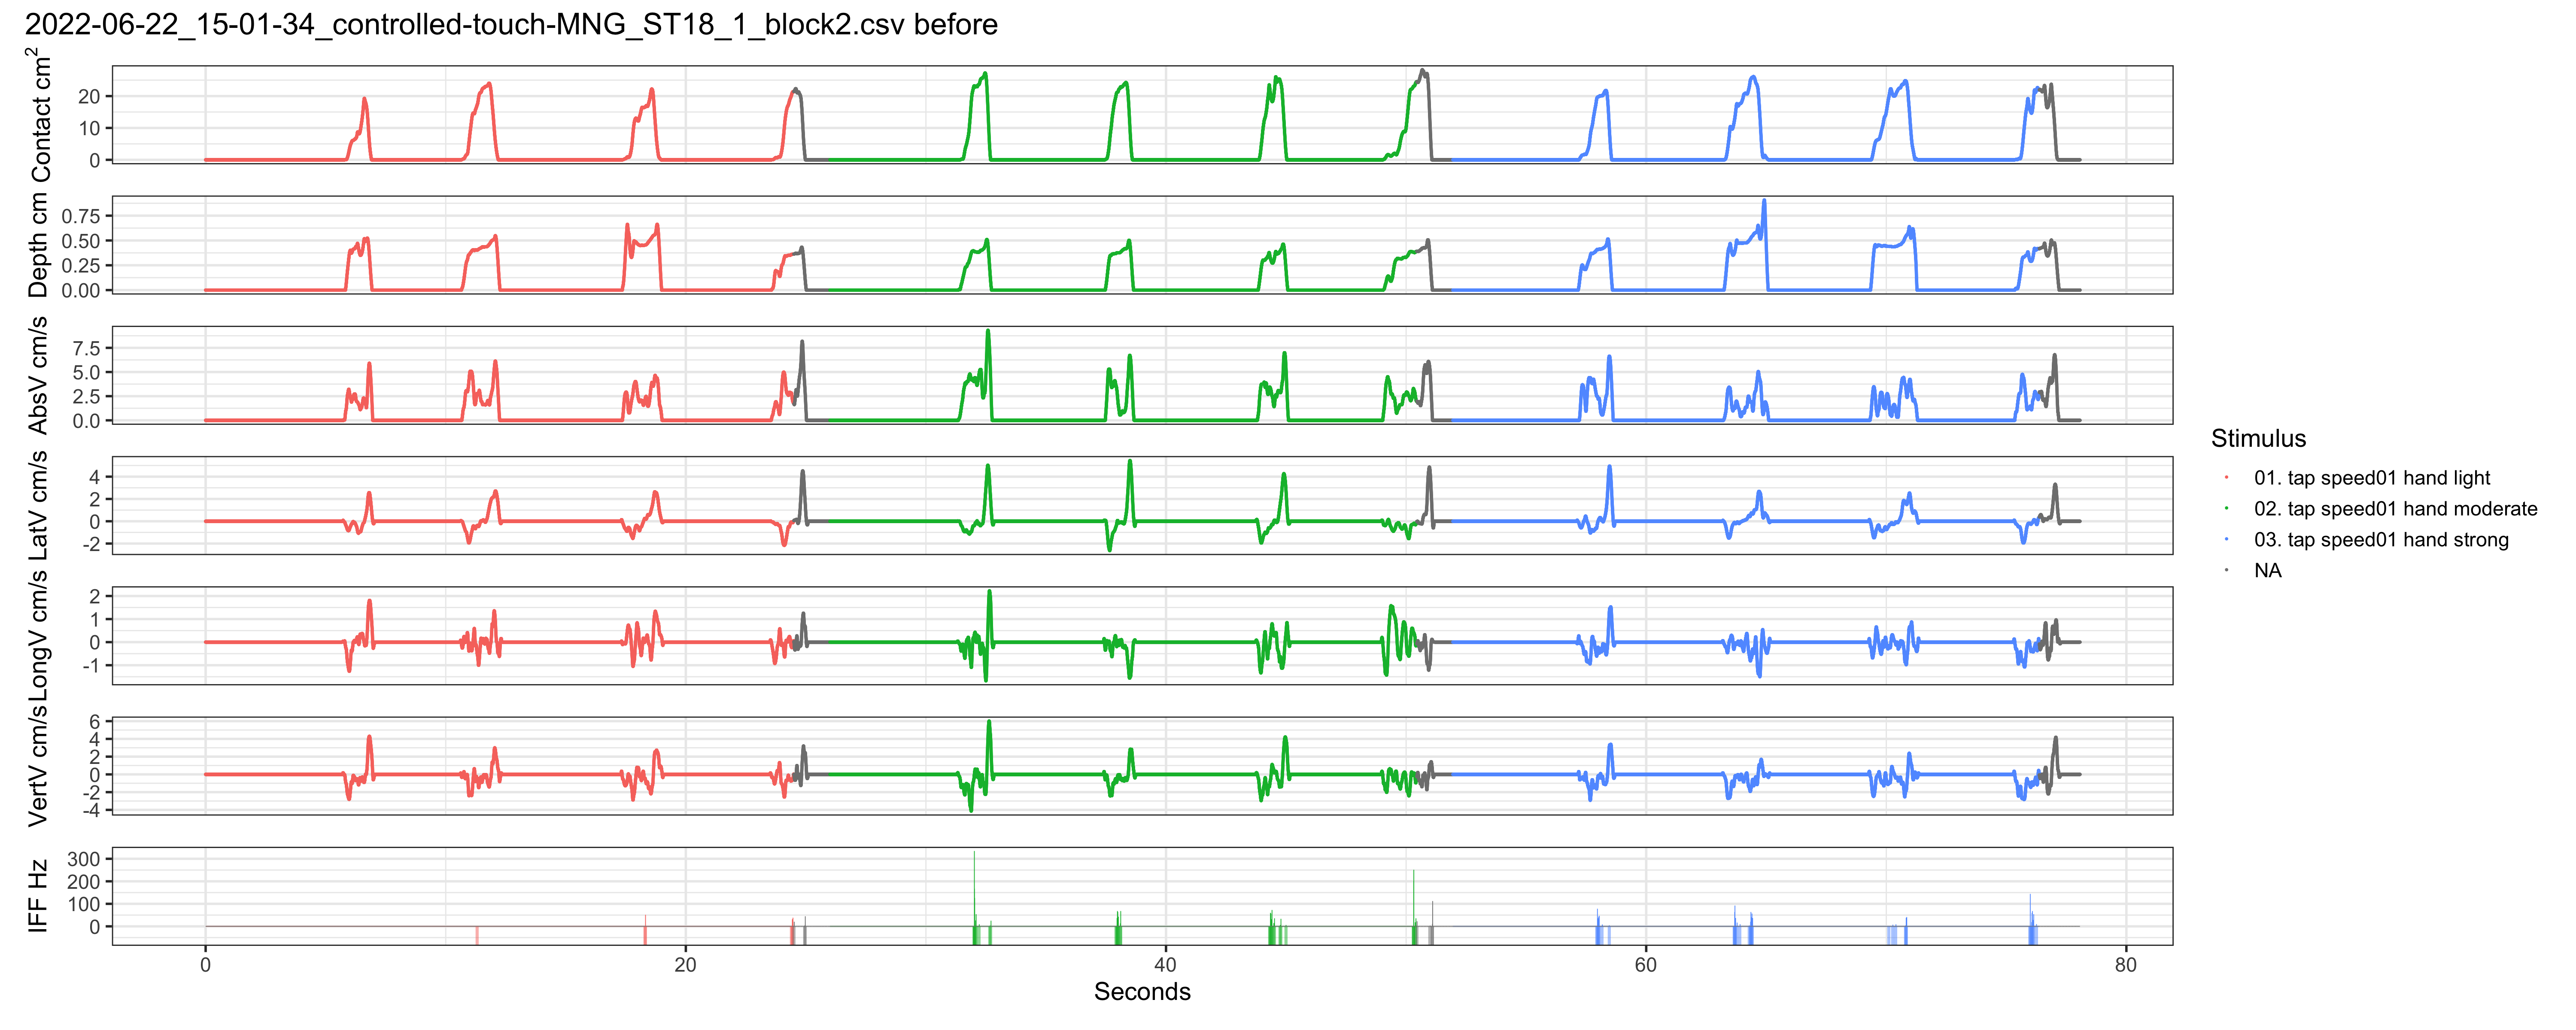 2022-06-22_15-01-34_controlled-touch-MNG_ST18_1_block2.csv before
Contact cm²
20
10
0
Depth cm
0.75
0.50
0.25
0.00
AbsV cm/s
7.5
5.0
2.5
0.0
LatV cm/s
4
2
0
-2
LongV cm/s
2
1
0
-1
VertV cm/s
6
4
2
0
-2
-4
IFF Hz
300
200
100
0
0 20 40 60 80
Seconds
Stimulus
01. tap speed01 hand light
02. tap speed01 hand moderate
03. tap speed01 hand strong
NA